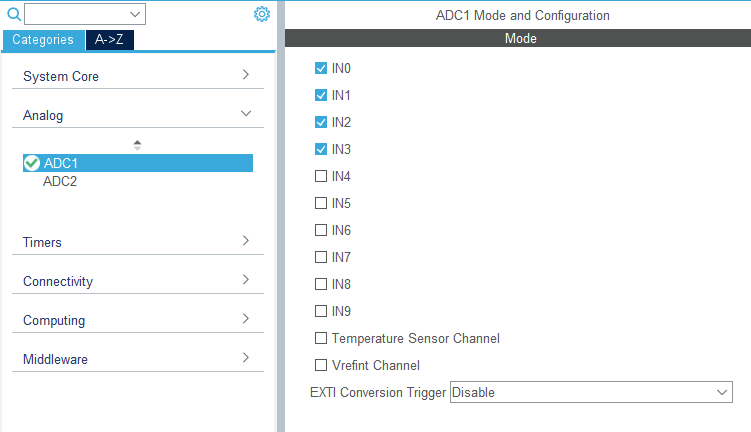 Categories A->Z
System Core
Analog
ADC1
ADC2
Timers
Connectivity
Computing
Middleware
ADC1 Mode and Configuration
Mode
IN0
IN1
IN2
IN3
IN4
IN5
IN6
IN7
IN8
IN9
Temperature Sensor Channel
Vrefint Channel
EXTI Conversion Trigger Disable